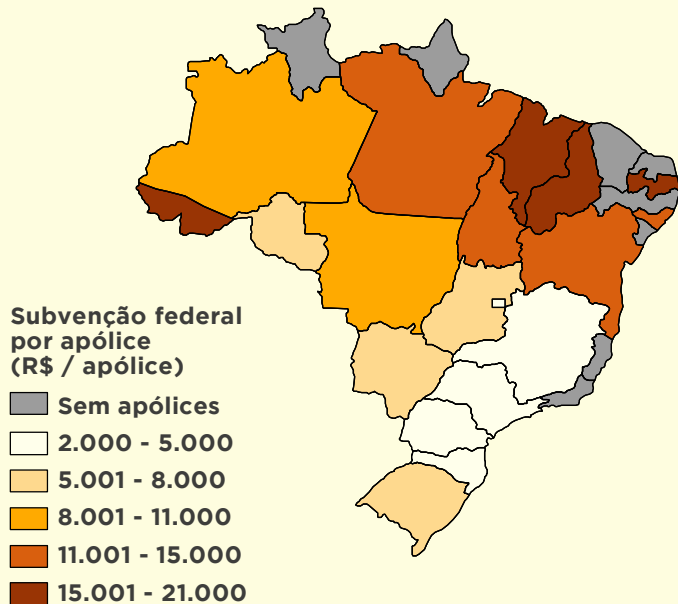 Subvenção federal
por apólice
(R$ / apólice)
Sem apólices
2.000 - 5.000
5.001 - 8.000
8.001 - 11.000
11.001 - 15.000
15.001 - 21.000